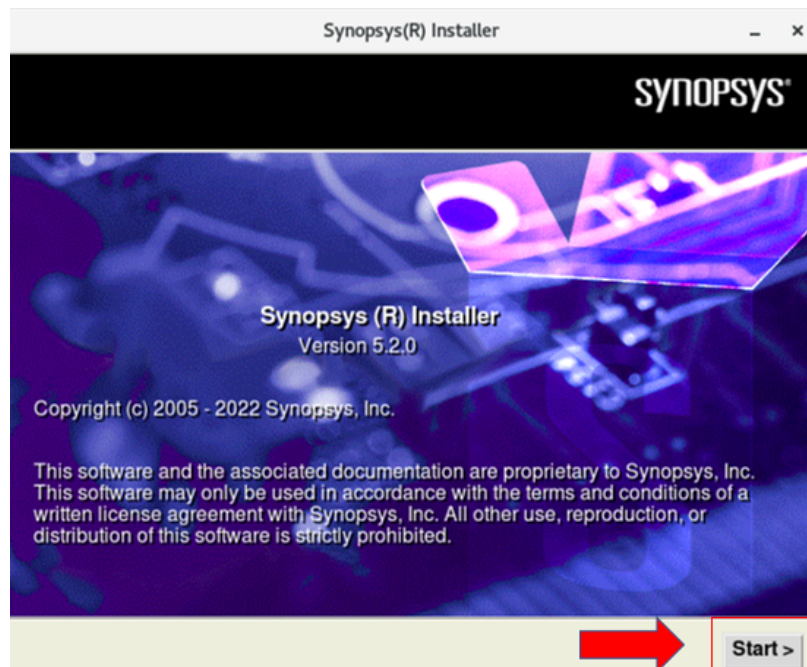 Synopsys(R) Installer
SYNOPSYS®
Synopsys (R) Installer
Version 5.2.0
Copyright (c) 2005 - 2022 Synopsys, Inc.
This software and the associated documentation are proprietary to Synopsys, Inc.
This software may only be used in accordance with the terms and conditions of a
written license agreement with Synopsys, Inc. All other use, reproduction, or
distribution of this software is strictly prohibited.
Start >